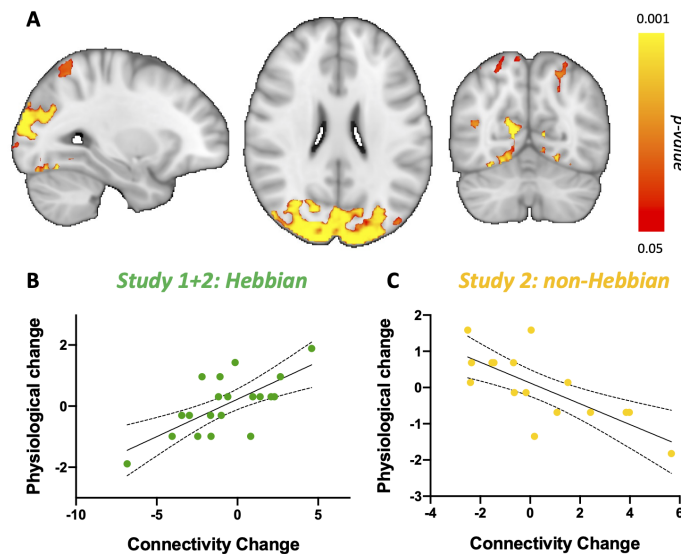 A
0.001
p-value
0.05
B
Study 1+2: Hebbian
C
Study 2: non-Hebbian
Physiological change
2
0
-2
-10
-5
0
5
Connectivity Change
Physiological change
2
1
0
-1
-2
-3
-4
-2
0
2
4
6
Connectivity Change